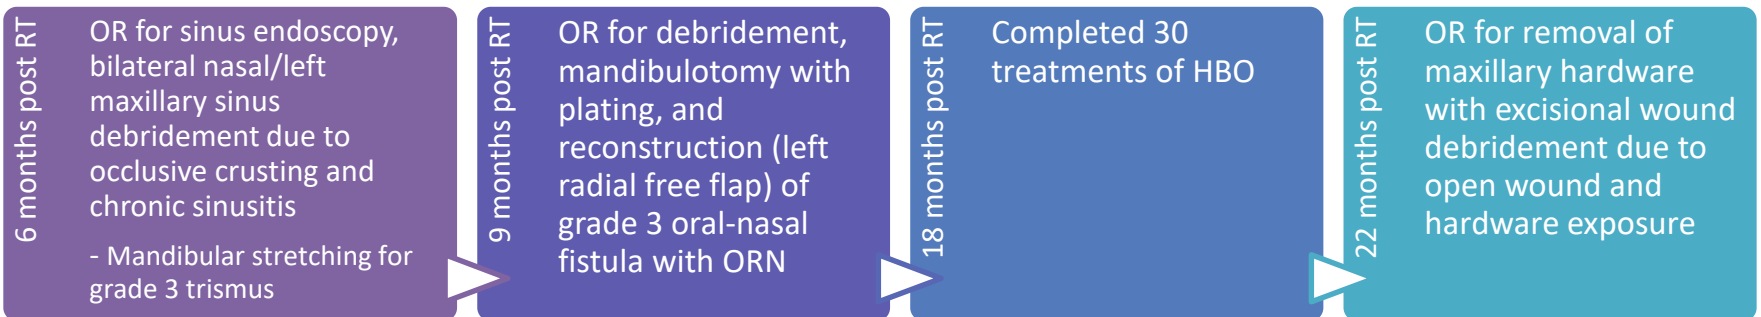 6 months post RT
OR for sinus endoscopy,
bilateral nasal/left
maxillary sinus
debridement due to
occlusive crusting and
chronic sinusitis
- Mandibular stretching for
grade 3 trismus
9 months post RT
OR for debridement,
mandibulotomy with
plating, and
reconstruction (left
radial free flap) of
grade 3 oral-nasal
fistula with ORN
18 months post RT
Completed 30
treatments of HBO
22 months post RT
OR for removal of
maxillary hardware
with excisional wound
debridement due to
open wound and
hardware exposure